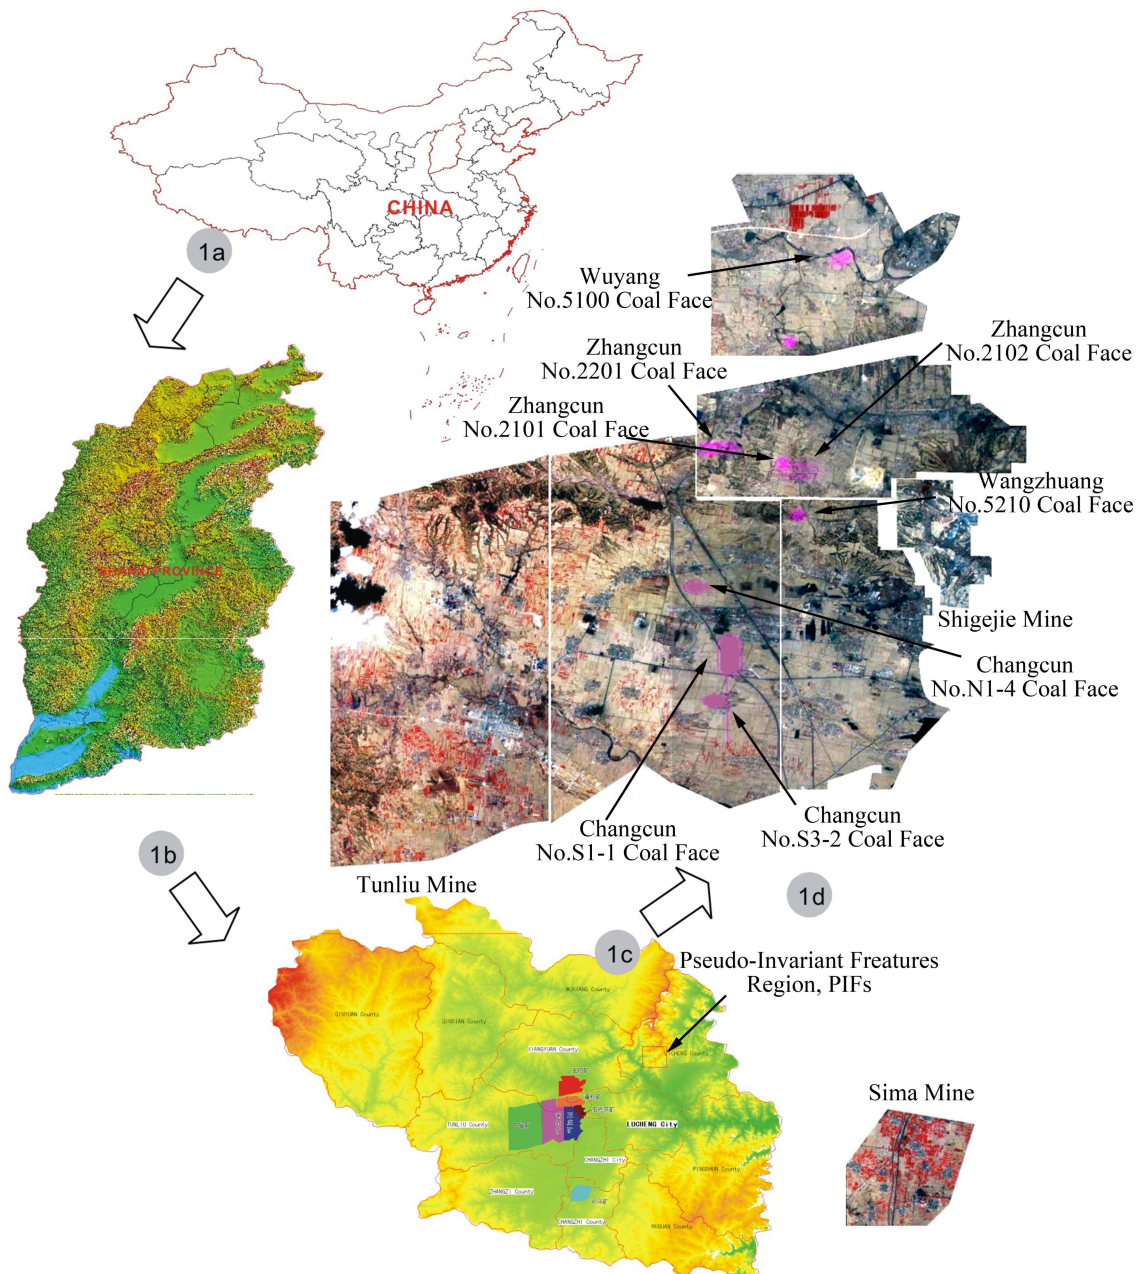 CHINA
1a
Wuyang
No.5100 Coal Face
Zhangcun
No.2201 Coal Face
Zhangcun
No.2102 Coal Face
Zhangcun
No.2101 Coal Face
Wangzhuang
No.5210 Coal Face
SHANXI PROVINCE
Shigejie Mine
Changcun
No.N1-4 Coal Face
Changcun
No.S1-1 Coal Face
Changcun
No.S3-2 Coal Face
1b
Tunliu Mine
1d
1c
Pseudo-Invariant Freatures
Region, PIFs
WUXIANG County
QINYUAN County
QINXIAN County
XIANGYUAN County
LICHENG County
Sima Mine
TUNLIU County
LUCHENG City
CHANGZHI City
PINGSHUN County
ZHANGZI County
CHANGZHI County
HUGUAN County